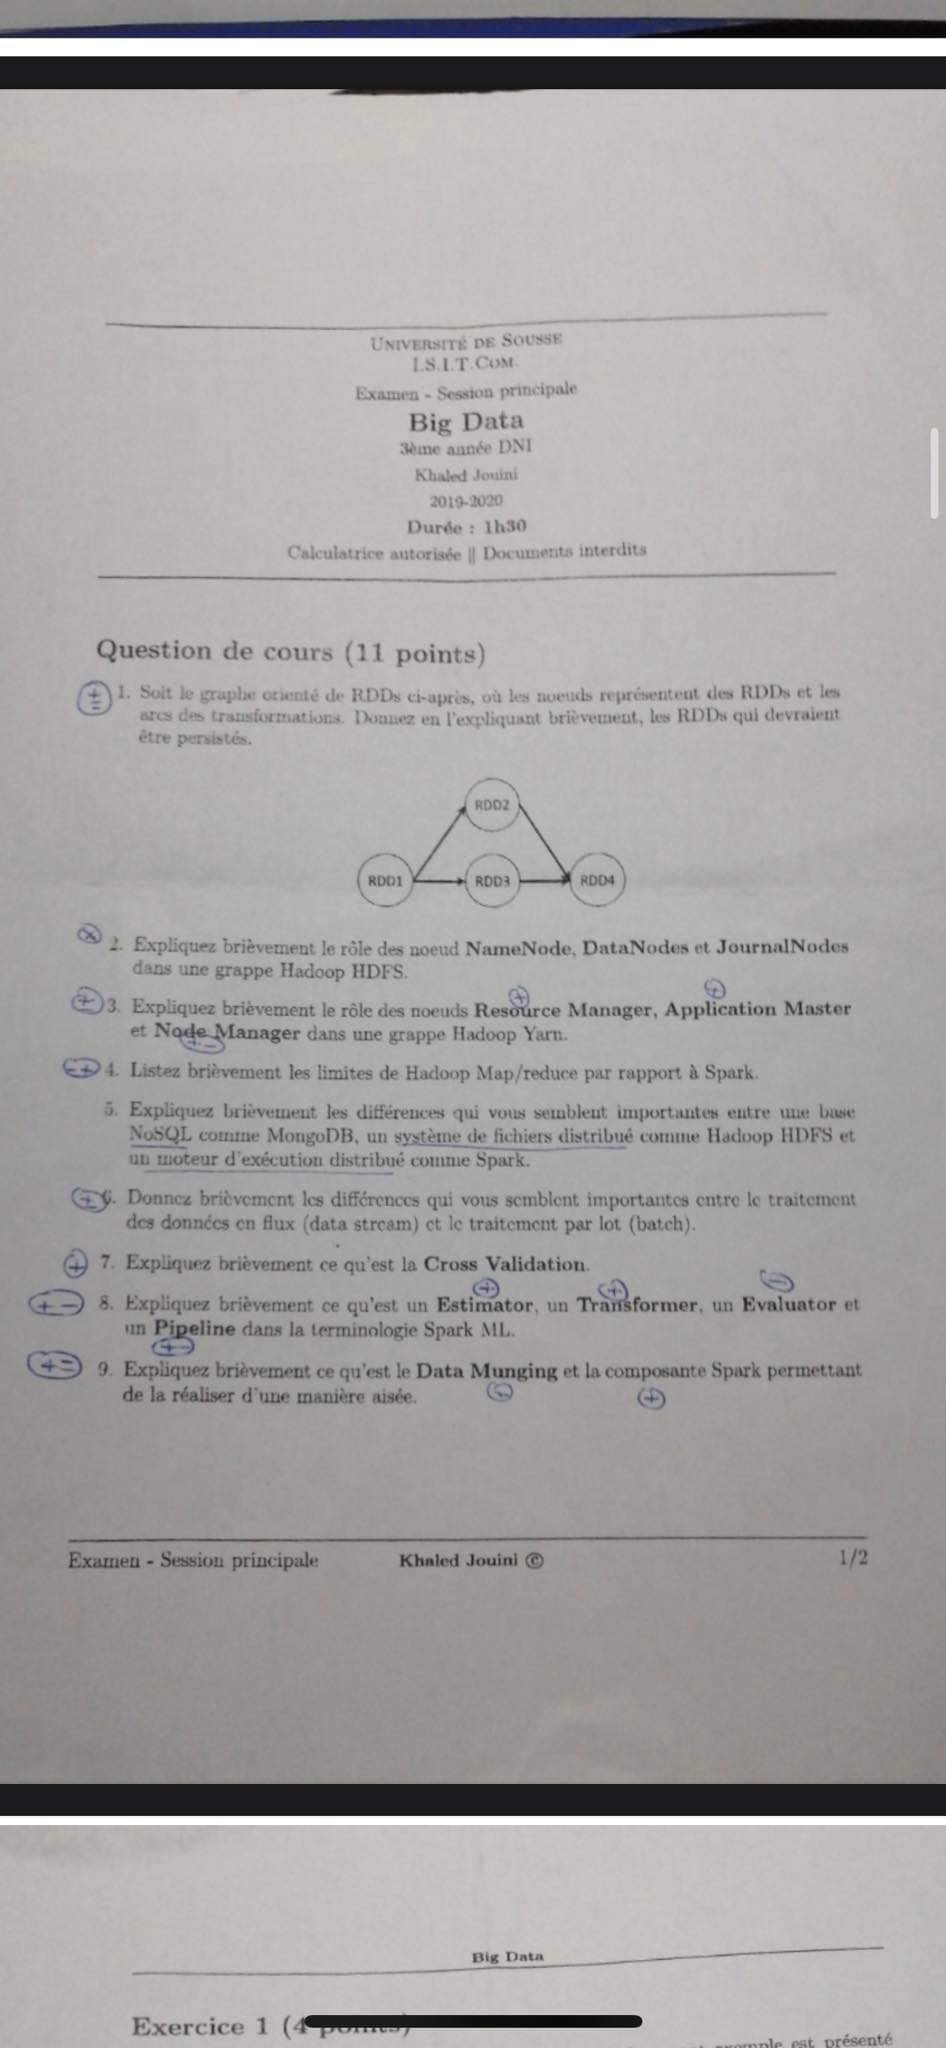 Université de Sousse
I.S.I.T.Com.
Examen - Session principale
Big Data
3ème année DNI
Khaled Jouini
2019-2020
Durée : 1h30
Calculatrice autorisée || Documents interdits
Question de cours (11 points)
1. Soit le graphe orienté de RDDs ci-après, où les noeuds représentent des RDDs et les
arcs des transformations. Donnez en l'expliquant brièvement, les RDDs qui devraient
être persistés.
RDD2
RDD1 RDD3 RDD4
2. Expliquez brièvement le rôle des noeud NameNode, DataNodes et JournalNodes
dans une grappe Hadoop HDFS.
3. Expliquez brièvement le rôle des noeuds Resource Manager, Application Master
et Node Manager dans une grappe Hadoop Yarn.
4. Listez brièvement les limites de Hadoop Map/reduce par rapport à Spark.
5. Expliquez brièvement les différences qui vous semblent importantes entre une base
NoSQL comme MongoDB, un système de fichiers distribué comme Hadoop HDFS et
un moteur d'exécution distribué comme Spark.
6. Donnez brièvement les différences qui vous semblent importantes entre le traitement
des données en flux (data stream) et le traitement par lot (batch).
7. Expliquez brièvement ce qu'est la Cross Validation.
8. Expliquez brièvement ce qu'est un Estimator, un Transformer, un Evaluator et
un Pipeline dans la terminologie Spark ML.
9. Expliquez brièvement ce qu'est le Data Munging et la composante Spark permettant
de la réaliser d'une manière aisée.
Examen - Session principale Khaled Jouini © 1/2
Big Data
Exercice 1 (4 points)
est présenté